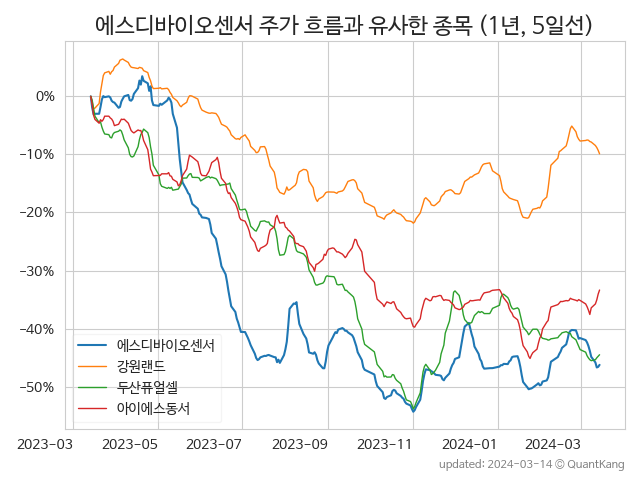 에스디바이오센서 주가 흐름과 유사한 종목 (1년, 5일선)
0%
−10%
−20%
−30%
−40%
−50%
에스디바이오센서
강원랜드
두산퓨얼셀
아이에스동서
2023-03 2023-05 2023-07 2023-09 2023-11 2024-01 2024-03
updated: 2024-03-14 © QuantKang